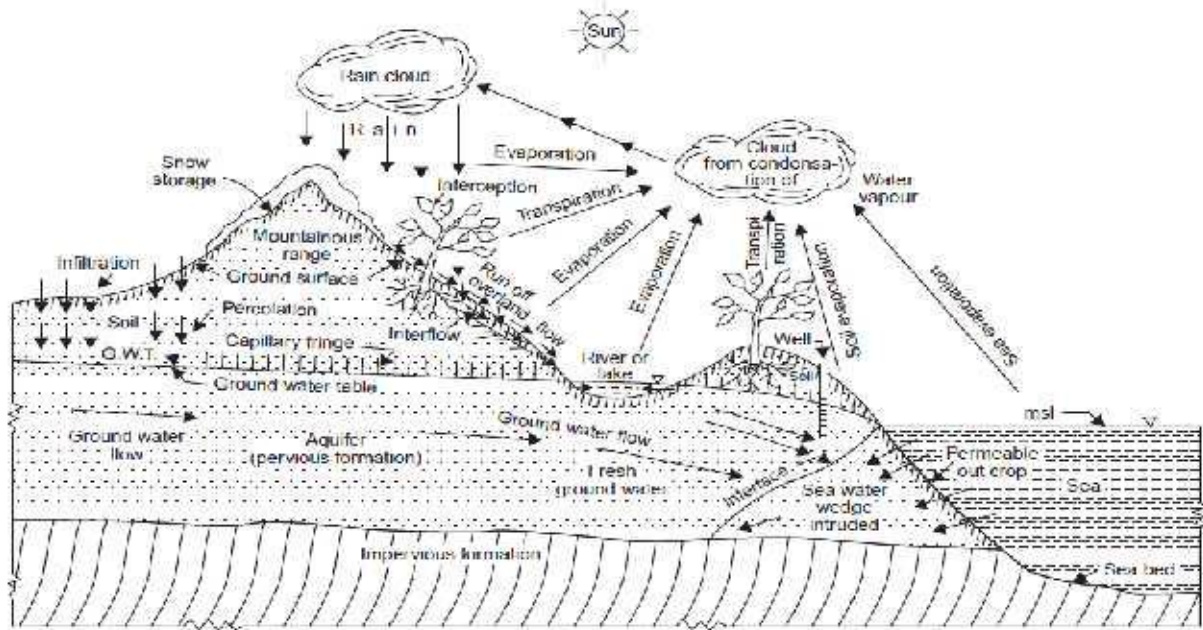 Sun
Rain cloud
Rain
Evaporation
Cloud
from condensa-
tion of
Water
vapour
Snow
storage
Interception
Transpiration
Mountainous
range
Infiltration
Ground surface
Evaporation
Evaporation
Transpi
ration
Soil evaporation
Sea evaporation
Run off
overland flow
Percolation
Soil
Interflow
Capillary fringe
G.W.T.
Ground water table
River or
lake
Well
Soil
msl
Ground water
flow
Aquifer
(pervious formation)
Ground water flow
Fresh
ground water
Interface
Permeable
out crop
Sea
Sea water
wedge
intruded
Impervious formation
Sea bed